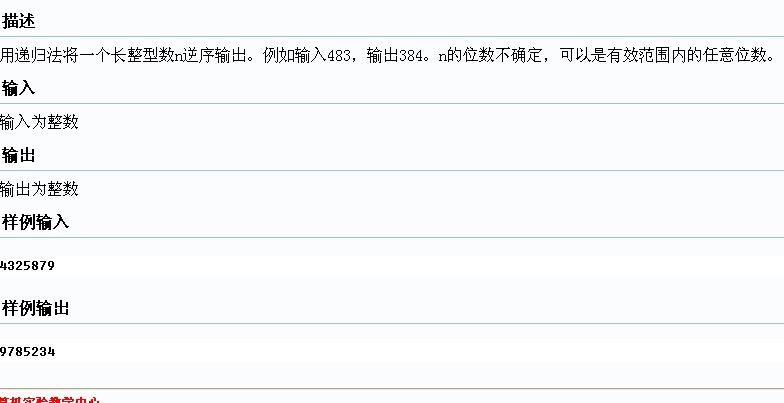 描述
用递归法将一个长整型数n逆序输出。例如输入483，输出384。n的位数不确定，可以是有效范围内的任意位数。
输入
输入为整数
输出
输出为整数
样例输入
4325879
样例输出
9785234